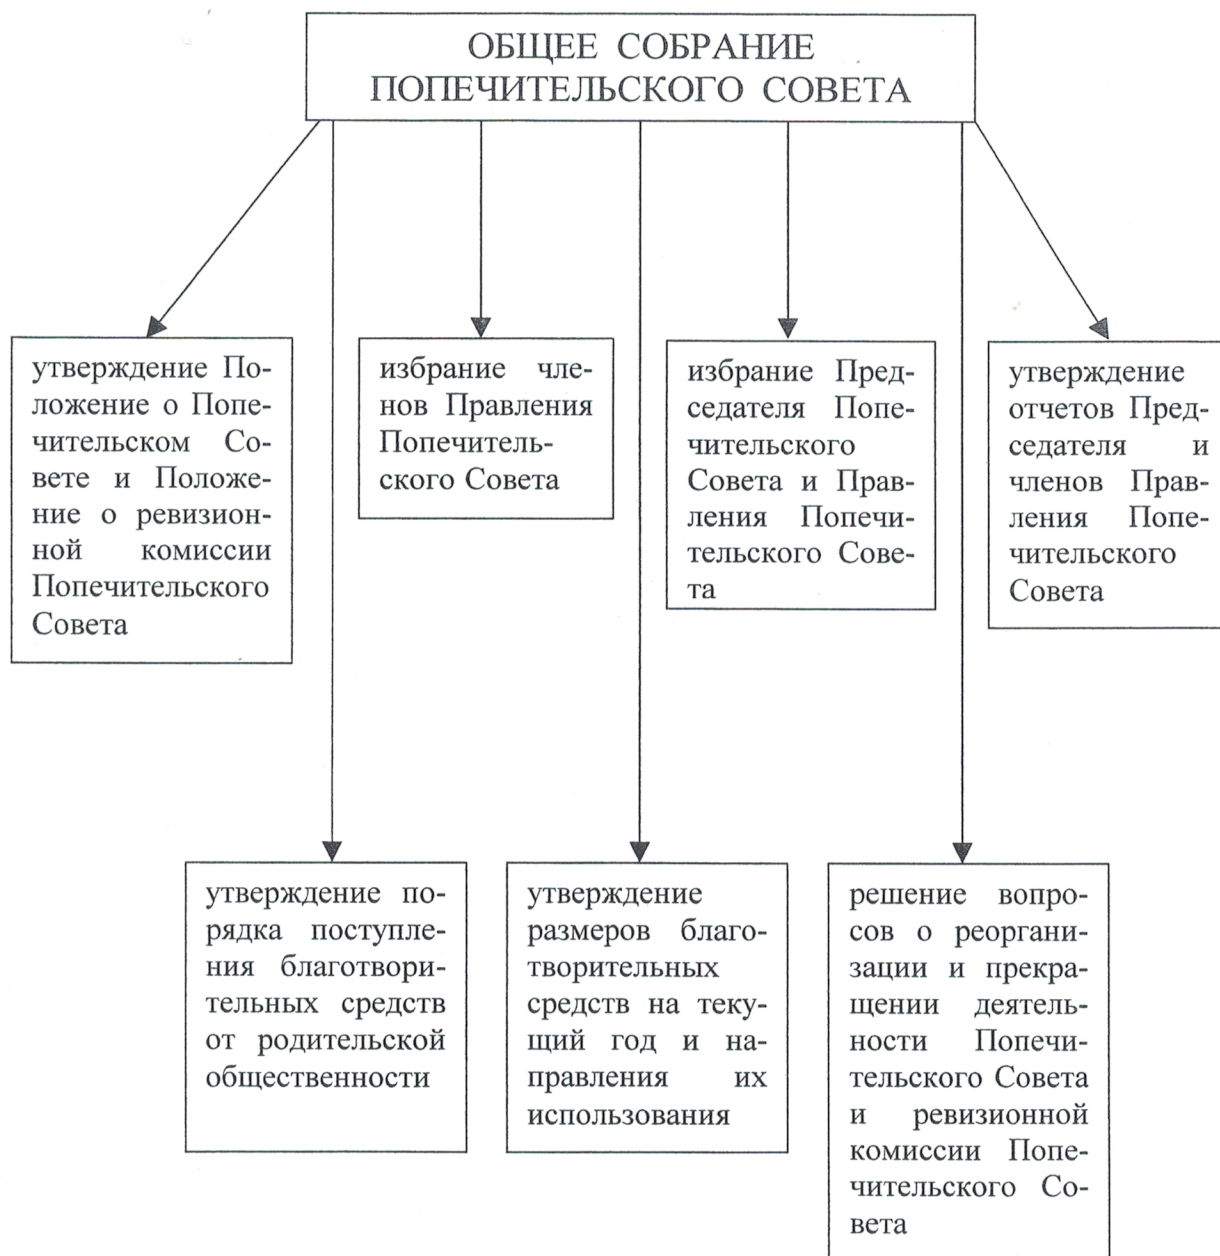 ОБЩЕЕ СОБРАНИЕ
ПОПЕЧИТЕЛЬСКОГО СОВЕТА
утверждение По-
ложение о Попе-
чительском Со-
вете и Положе-
ние о ревизион-
ной комиссии
Попечительского
Совета
избрание чле-
нов Правления
Попечитель-
ского Совета
избрание Пред-
седателя Попе-
чительского
Совета и Прав-
ления Попечи-
тельского Сове-
та
утверждение
отчетов Пред-
седателя и
членов Прав-
ления Попе-
чительского
Совета
утверждение по-
рядка поступле-
ния благотвори-
тельных средств
от родительской
общественности
утверждение
размеров благо-
творительных
средств на теку-
щий год и на-
правления их
использования
решение вопро-
сов о реоргани-
зации и прекра-
щении деятель-
ности Попечи-
тельского Совета
и ревизионной
комиссии Попе-
чительского Со-
вета